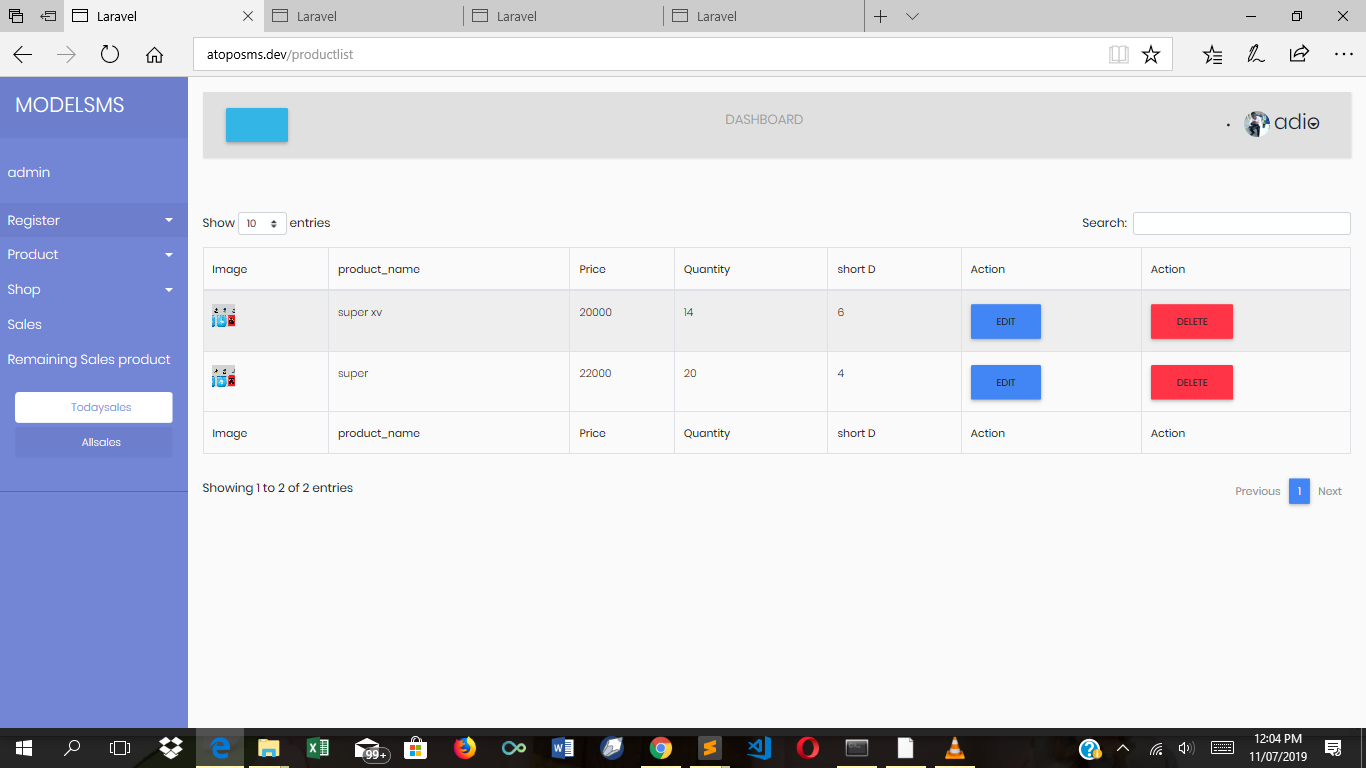 Laravel
Laravel
Laravel
Laravel
atoposms.dev/productlist
MODELSMS
admin
Register
Product
Shop
Sales
Remaining Sales product
Todaysales
Allsales
DASHBOARD
adio
Show 10 entries
Search:
Image product_name Price Quantity short D Action Action
super xv 20000 14 6 EDIT DELETE
super 22000 20 4 EDIT DELETE
Image product_name Price Quantity short D Action Action
Showing 1 to 2 of 2 entries
Previous 1 Next
99+
12:04 PM
11/07/2019